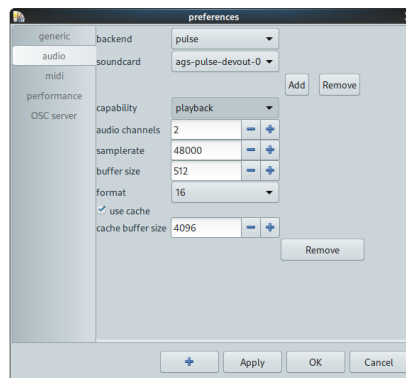 preferences
generic
audio
midi
performance
OSC server
backend pulse
soundcard ags-pulse-devout-0
Add Remove
capability playback
audio channels 2
samplerate 48000
buffer size 512
format 16
use cache
cache buffer size 4096
Remove
Apply OK Cancel